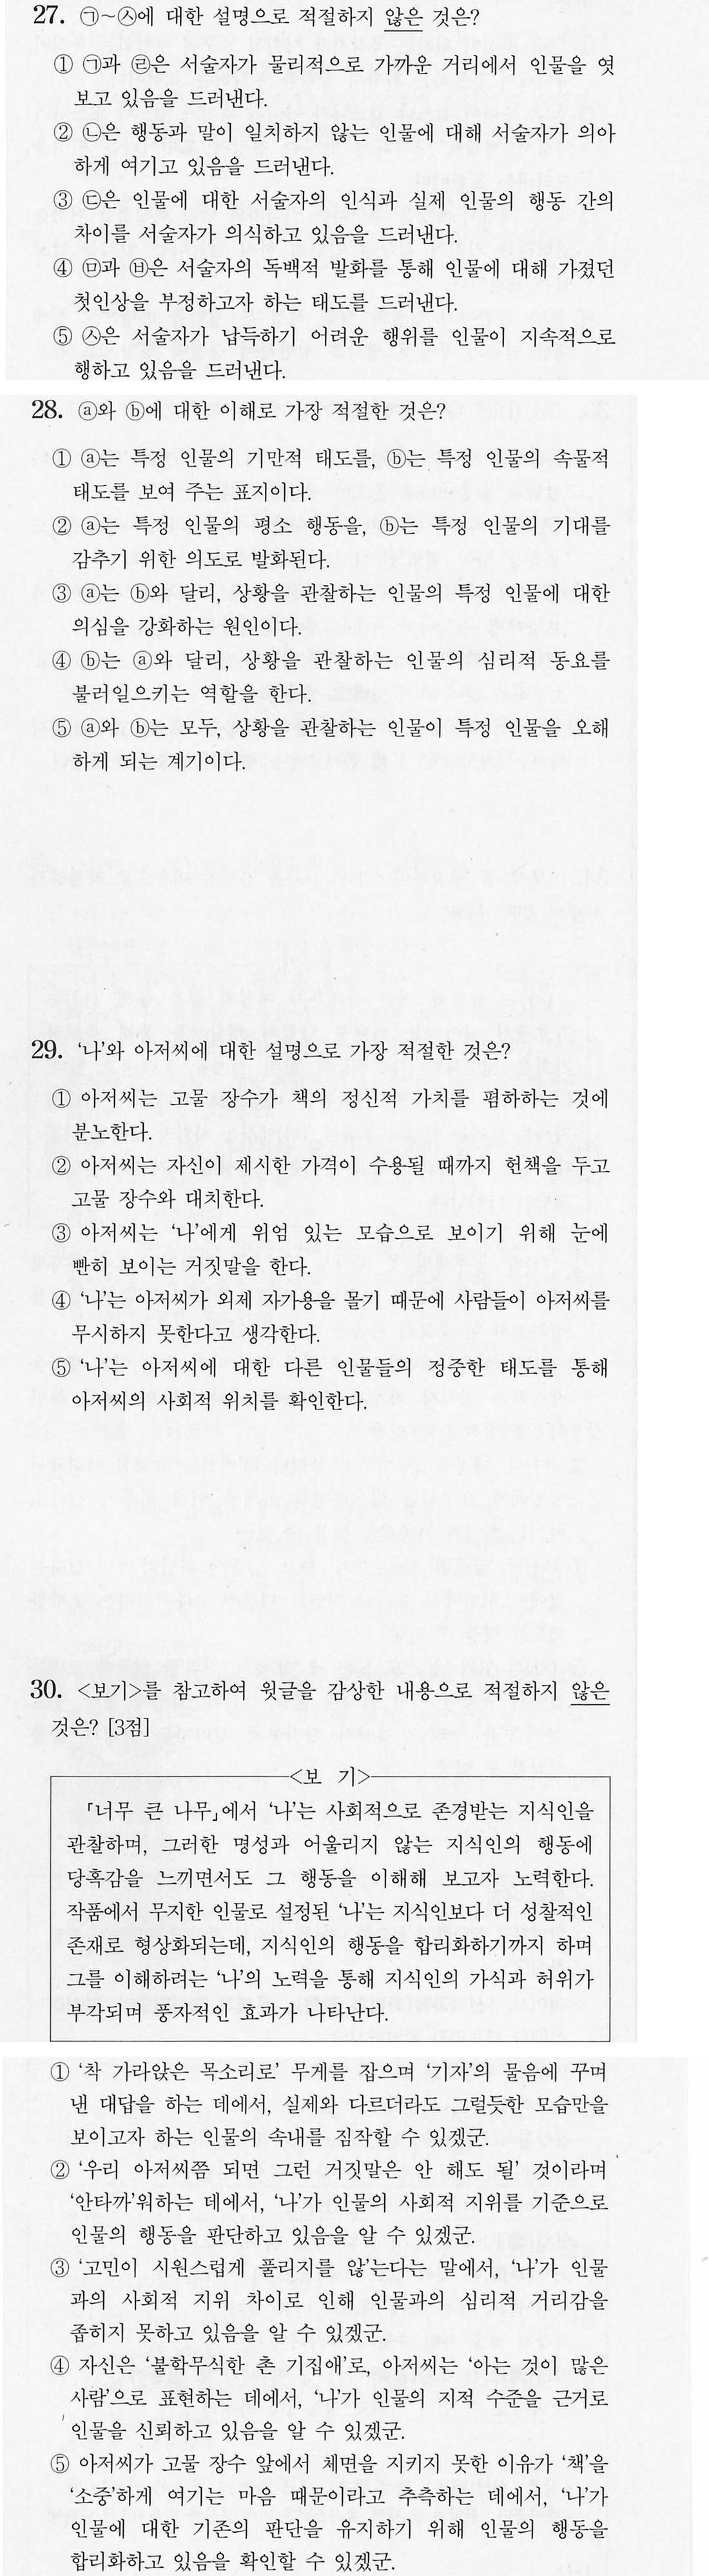 27. ㉠~㉦에 대한 설명으로 적절하지 않은 것은?
① ㉠과 ㉣은 서술자가 물리적으로 가까운 거리에서 인물을 엿
보고 있음을 드러낸다.
② ㉡은 행동과 말이 일치하지 않는 인물에 대해 서술자가 의아
하게 여기고 있음을 드러낸다.
③ ㉢은 인물에 대한 서술자의 인식과 실제 인물의 행동 간의
차이를 서술자가 의식하고 있음을 드러낸다.
④ ㉤과 ㉥은 서술자의 독백적 발화를 통해 인물에 대해 가졌던
첫인상을 부정하고자 하는 태도를 드러낸다.
⑤ ㉦은 서술자가 납득하기 어려운 행위를 인물이 지속적으로
행하고 있음을 드러낸다.
28. ⓐ와 ⓑ에 대한 이해로 가장 적절한 것은?
① ⓐ는 특정 인물의 기만적 태도를, ⓑ는 특정 인물의 속물적
태도를 보여 주는 표지이다.
② ⓐ는 특정 인물의 평소 행동을, ⓑ는 특정 인물의 기대를
감추기 위한 의도로 발화된다.
③ ⓐ는 ⓑ와 달리, 상황을 관찰하는 인물의 특정 인물에 대한
의심을 강화하는 원인이다.
④ ⓑ는 ⓐ와 달리, 상황을 관찰하는 인물의 심리적 동요를
불러일으키는 역할을 한다.
⑤ ⓐ와 ⓑ는 모두, 상황을 관찰하는 인물이 특정 인물을 오해
하게 되는 계기이다.
29. ‘나’와 아저씨에 대한 설명으로 가장 적절한 것은?
① 아저씨는 고물 장수가 책의 정신적 가치를 폄하하는 것에
분노한다.
② 아저씨는 자신이 제시한 가격이 수용될 때까지 헌책을 두고
고물 장수와 대치한다.
③ 아저씨는 ‘나’에게 위엄 있는 모습으로 보이기 위해 눈에
빤히 보이는 거짓말을 한다.
④ ‘나’는 아저씨가 외제 자가용을 몰기 때문에 사람들이 아저씨를
무시하지 못한다고 생각한다.
⑤ ‘나’는 아저씨에 대한 다른 인물들의 정중한 태도를 통해
아저씨의 사회적 위치를 확인한다.
30. <보기>를 참고하여 윗글을 감상한 내용으로 적절하지 않은
것은? [3점]
<보 기>
「너무 큰 나무」에서 ‘나’는 사회적으로 존경받는 지식인을
관찰하며, 그러한 명성과 어울리지 않는 지식인의 행동에
당혹감을 느끼면서도 그 행동을 이해해 보고자 노력한다.
작품에서 무지한 인물로 설정된 ‘나’는 지식인보다 더 성찰적인
존재로 형상화되는데, 지식인의 행동을 합리화하기까지 하며
그를 이해하려는 ‘나’의 노력을 통해 지식인의 가식과 허위가
부각되며 풍자적인 효과가 나타난다.
① ‘착 가라앉은 목소리로’ 무게를 잡으며 ‘기자’의 물음에 꾸며
낸 대답을 하는 데에서, 실제와 다르더라도 그럴듯한 모습만을
보이고자 하는 인물의 속내를 짐작할 수 있겠군.
② ‘우리 아저씨쯤 되면 그런 거짓말은 안 해도 될’ 것이라며
‘안타까’워하는 데에서, ‘나’가 인물의 사회적 지위를 기준으로
인물의 행동을 판단하고 있음을 알 수 있겠군.
③ ‘고민이 시원스럽게 풀리지를 않’는다는 말에서, ‘나’가 인물
과의 사회적 지위 차이로 인해 인물과의 심리적 거리감을
좁히지 못하고 있음을 알 수 있겠군.
④ 자신은 ‘불학무식한 촌 기집애’로, 아저씨는 ‘아는 것이 많은
사람’으로 표현하는 데에서, ‘나’가 인물의 지적 수준을 근거로
인물을 신뢰하고 있음을 알 수 있겠군.
⑤ 아저씨가 고물 장수 앞에서 체면을 지키지 못한 이유가 ‘책’을
‘소중’하게 여기는 마음 때문이라고 추측하는 데에서, ‘나’가
인물에 대한 기존의 판단을 유지하기 위해 인물의 행동을
합리화하고 있음을 확인할 수 있겠군.